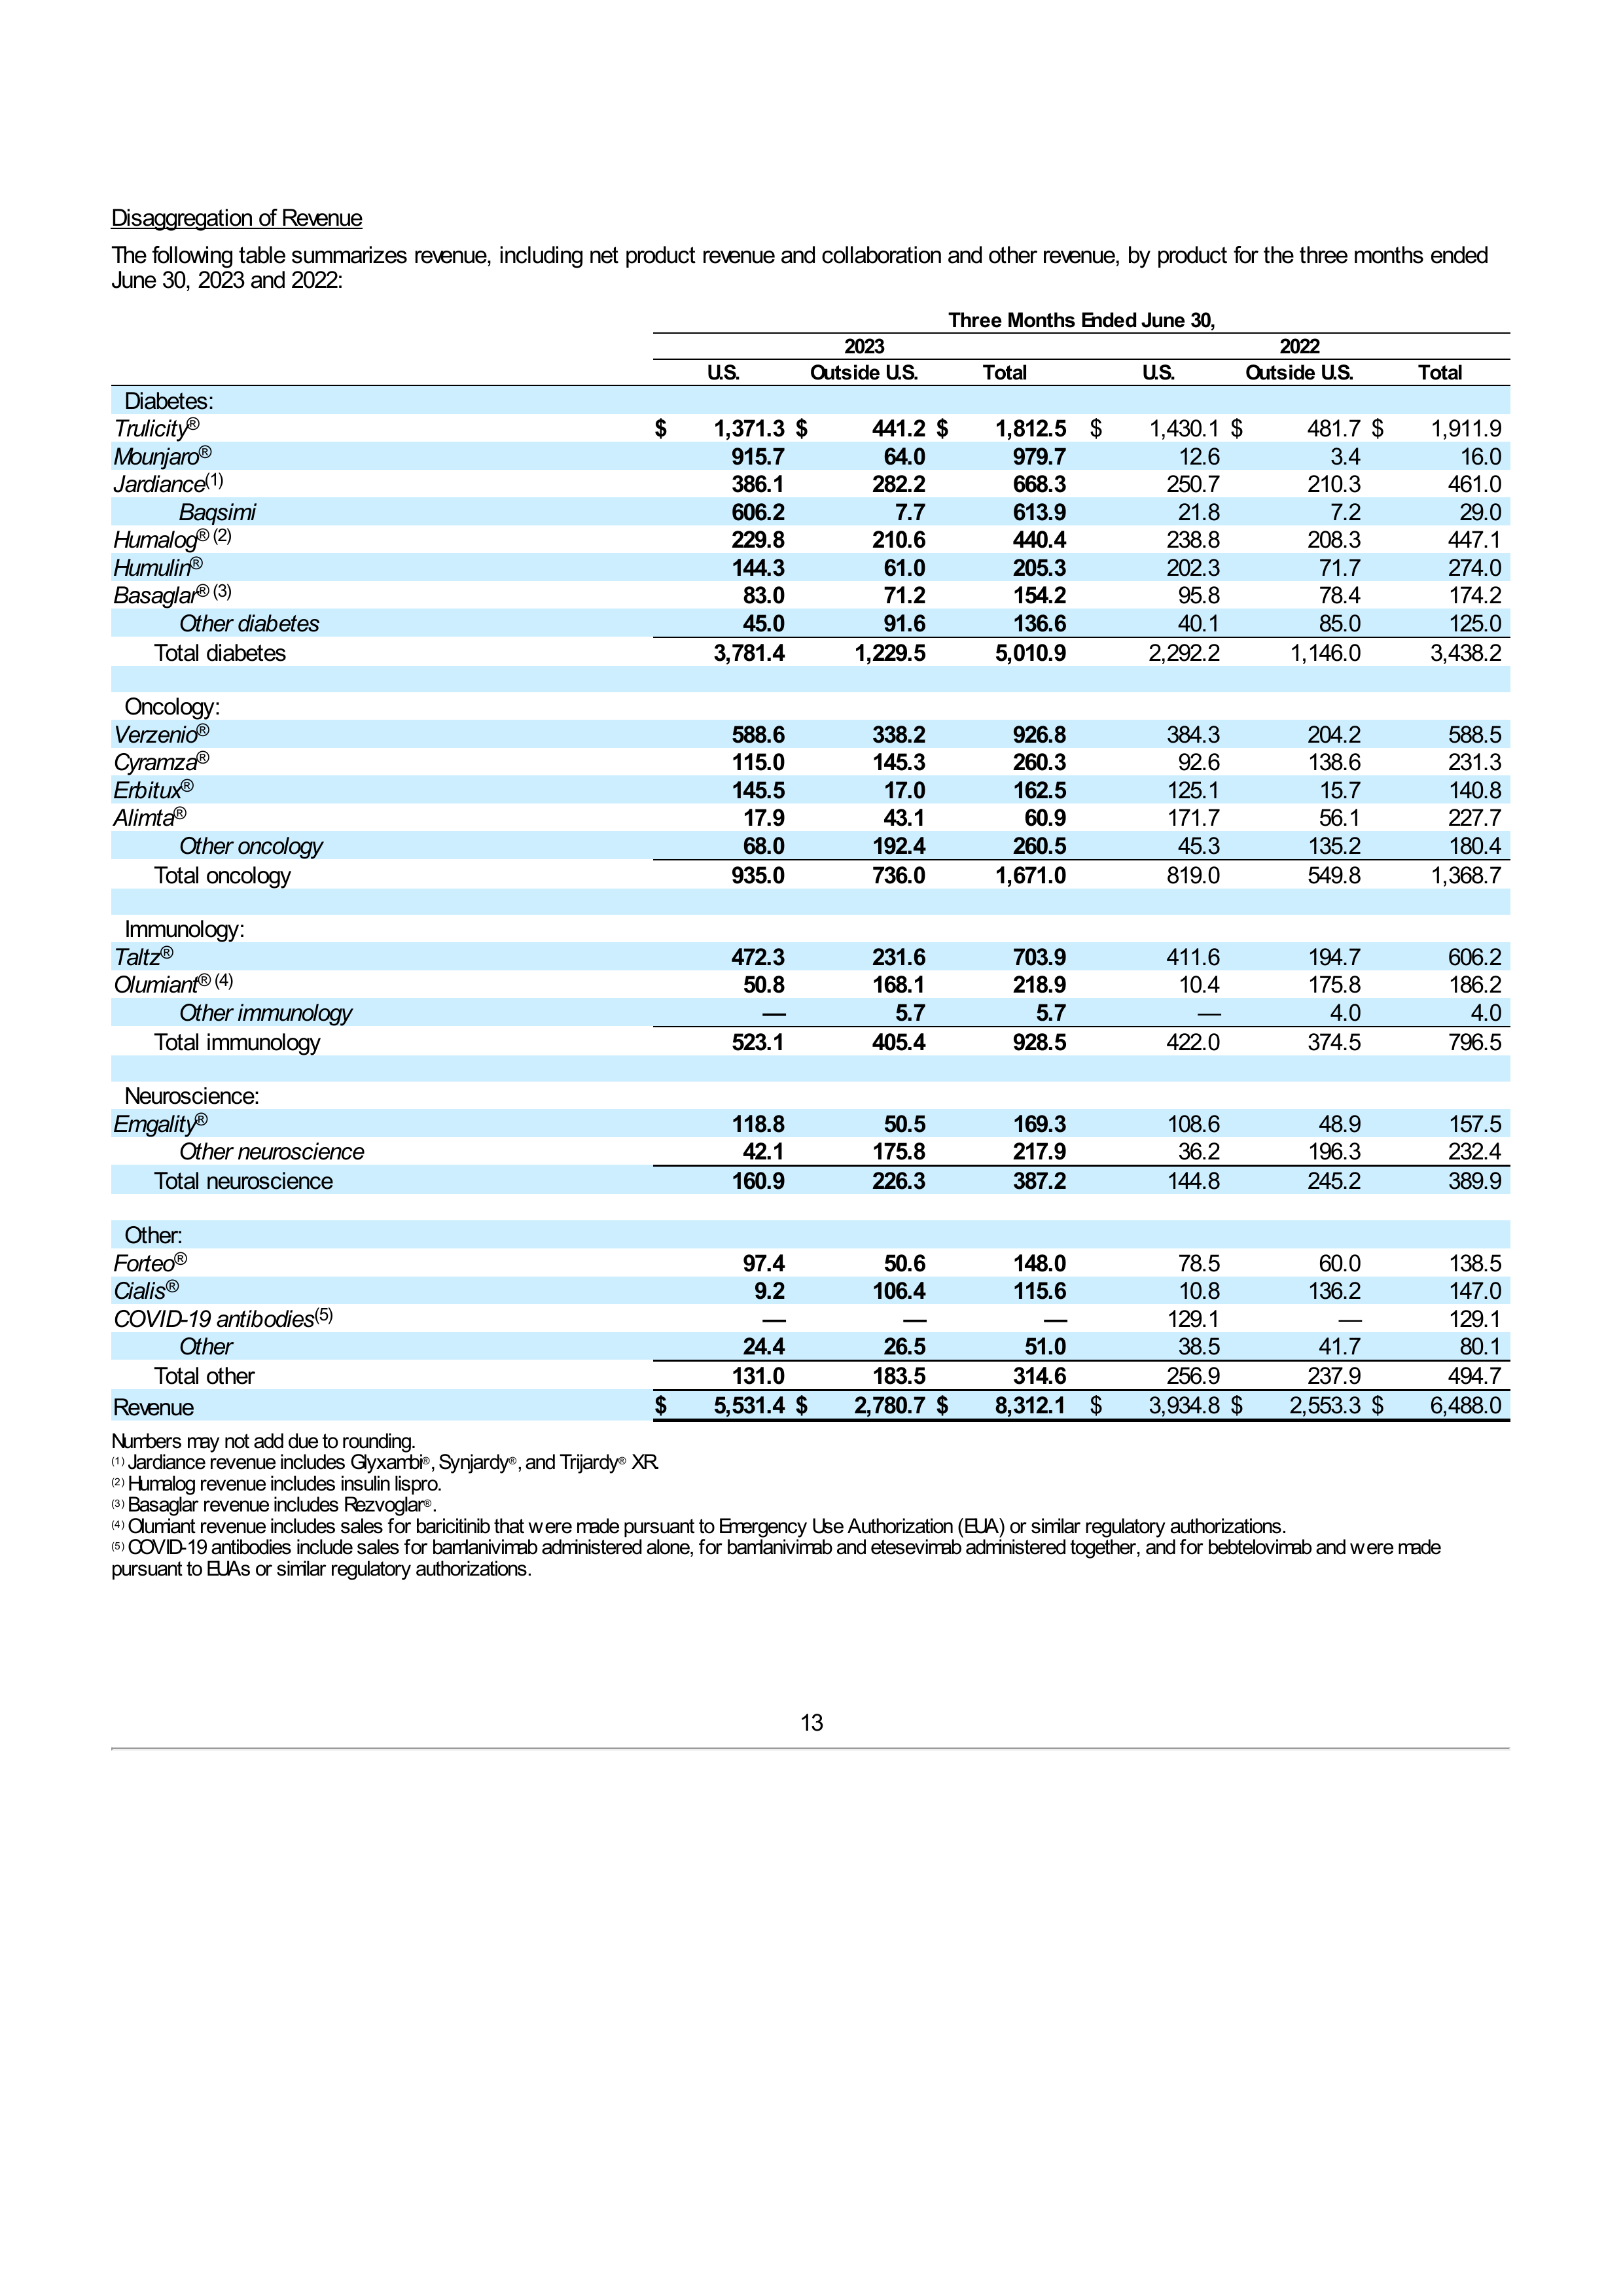 Disaggregation of Revenue
The following table summarizes revenue, including net product revenue and collaboration and other revenue, by product for the three months ended
June 30, 2023 and 2022:
Three Months Ended June 30,
2023 2022
U.S. Outside U.S. Total U.S. Outside U.S. Total
Diabetes:
Trulicity® $ 1,371.3 $ 441.2 $ 1,812.5 $ 1,430.1 $ 481.7 $ 1,911.9
Mounjaro® 915.7 64.0 979.7 12.6 3.4 16.0
Jardiance(1) 386.1 282.2 668.3 250.7 210.3 461.0
Baqsimi 606.2 7.7 613.9 21.8 7.2 29.0
Humalog® (2) 229.8 210.6 440.4 238.8 208.3 447.1
Humulin® 144.3 61.0 205.3 202.3 71.7 274.0
Basaglar® (3) 83.0 71.2 154.2 95.8 78.4 174.2
Other diabetes 45.0 91.6 136.6 40.1 85.0 125.0
Total diabetes 3,781.4 1,229.5 5,010.9 2,292.2 1,146.0 3,438.2
Oncology:
Verzenio® 588.6 338.2 926.8 384.3 204.2 588.5
Cyramza® 115.0 145.3 260.3 92.6 138.6 231.3
Erbitux® 145.5 17.0 162.5 125.1 15.7 140.8
Alimta® 17.9 43.1 60.9 171.7 56.1 227.7
Other oncology 68.0 192.4 260.5 45.3 135.2 180.4
Total oncology 935.0 736.0 1,671.0 819.0 549.8 1,368.7
Immunology:
Taltz® 472.3 231.6 703.9 411.6 194.7 606.2
Olumiant® (4) 50.8 168.1 218.9 10.4 175.8 186.2
Other immunology — 5.7 5.7 — 4.0 4.0
Total immunology 523.1 405.4 928.5 422.0 374.5 796.5
Neuroscience:
Emgality® 118.8 50.5 169.3 108.6 48.9 157.5
Other neuroscience 42.1 175.8 217.9 36.2 196.3 232.4
Total neuroscience 160.9 226.3 387.2 144.8 245.2 389.9
Other:
Forteo® 97.4 50.6 148.0 78.5 60.0 138.5
Cialis® 9.2 106.4 115.6 10.8 136.2 147.0
COVID-19 antibodies(5) — — — 129.1 — 129.1
Other 24.4 26.5 51.0 38.5 41.7 80.1
Total other 131.0 183.5 314.6 256.9 237.9 494.7
Revenue $ 5,531.4 $ 2,780.7 $ 8,312.1 $ 3,934.8 $ 2,553.3 $ 6,488.0
Numbers may not add due to rounding.
(1) Jardiance revenue includes Glyxambi®, Synjardy®, and Trijardy® XR.
(2) Humalog revenue includes insulin lispro.
(3) Basaglar revenue includes Rezvoglar®.
(4) Olumiant revenue includes sales for baricitinib that were made pursuant to Emergency Use Authorization (EUA) or similar regulatory authorizations.
(5) COVID-19 antibodies include sales for bamlanivimab administered alone, for bamlanivimab and etesevimab administered together, and for bebtelovimab and were made
pursuant to EUAs or similar regulatory authorizations.
13